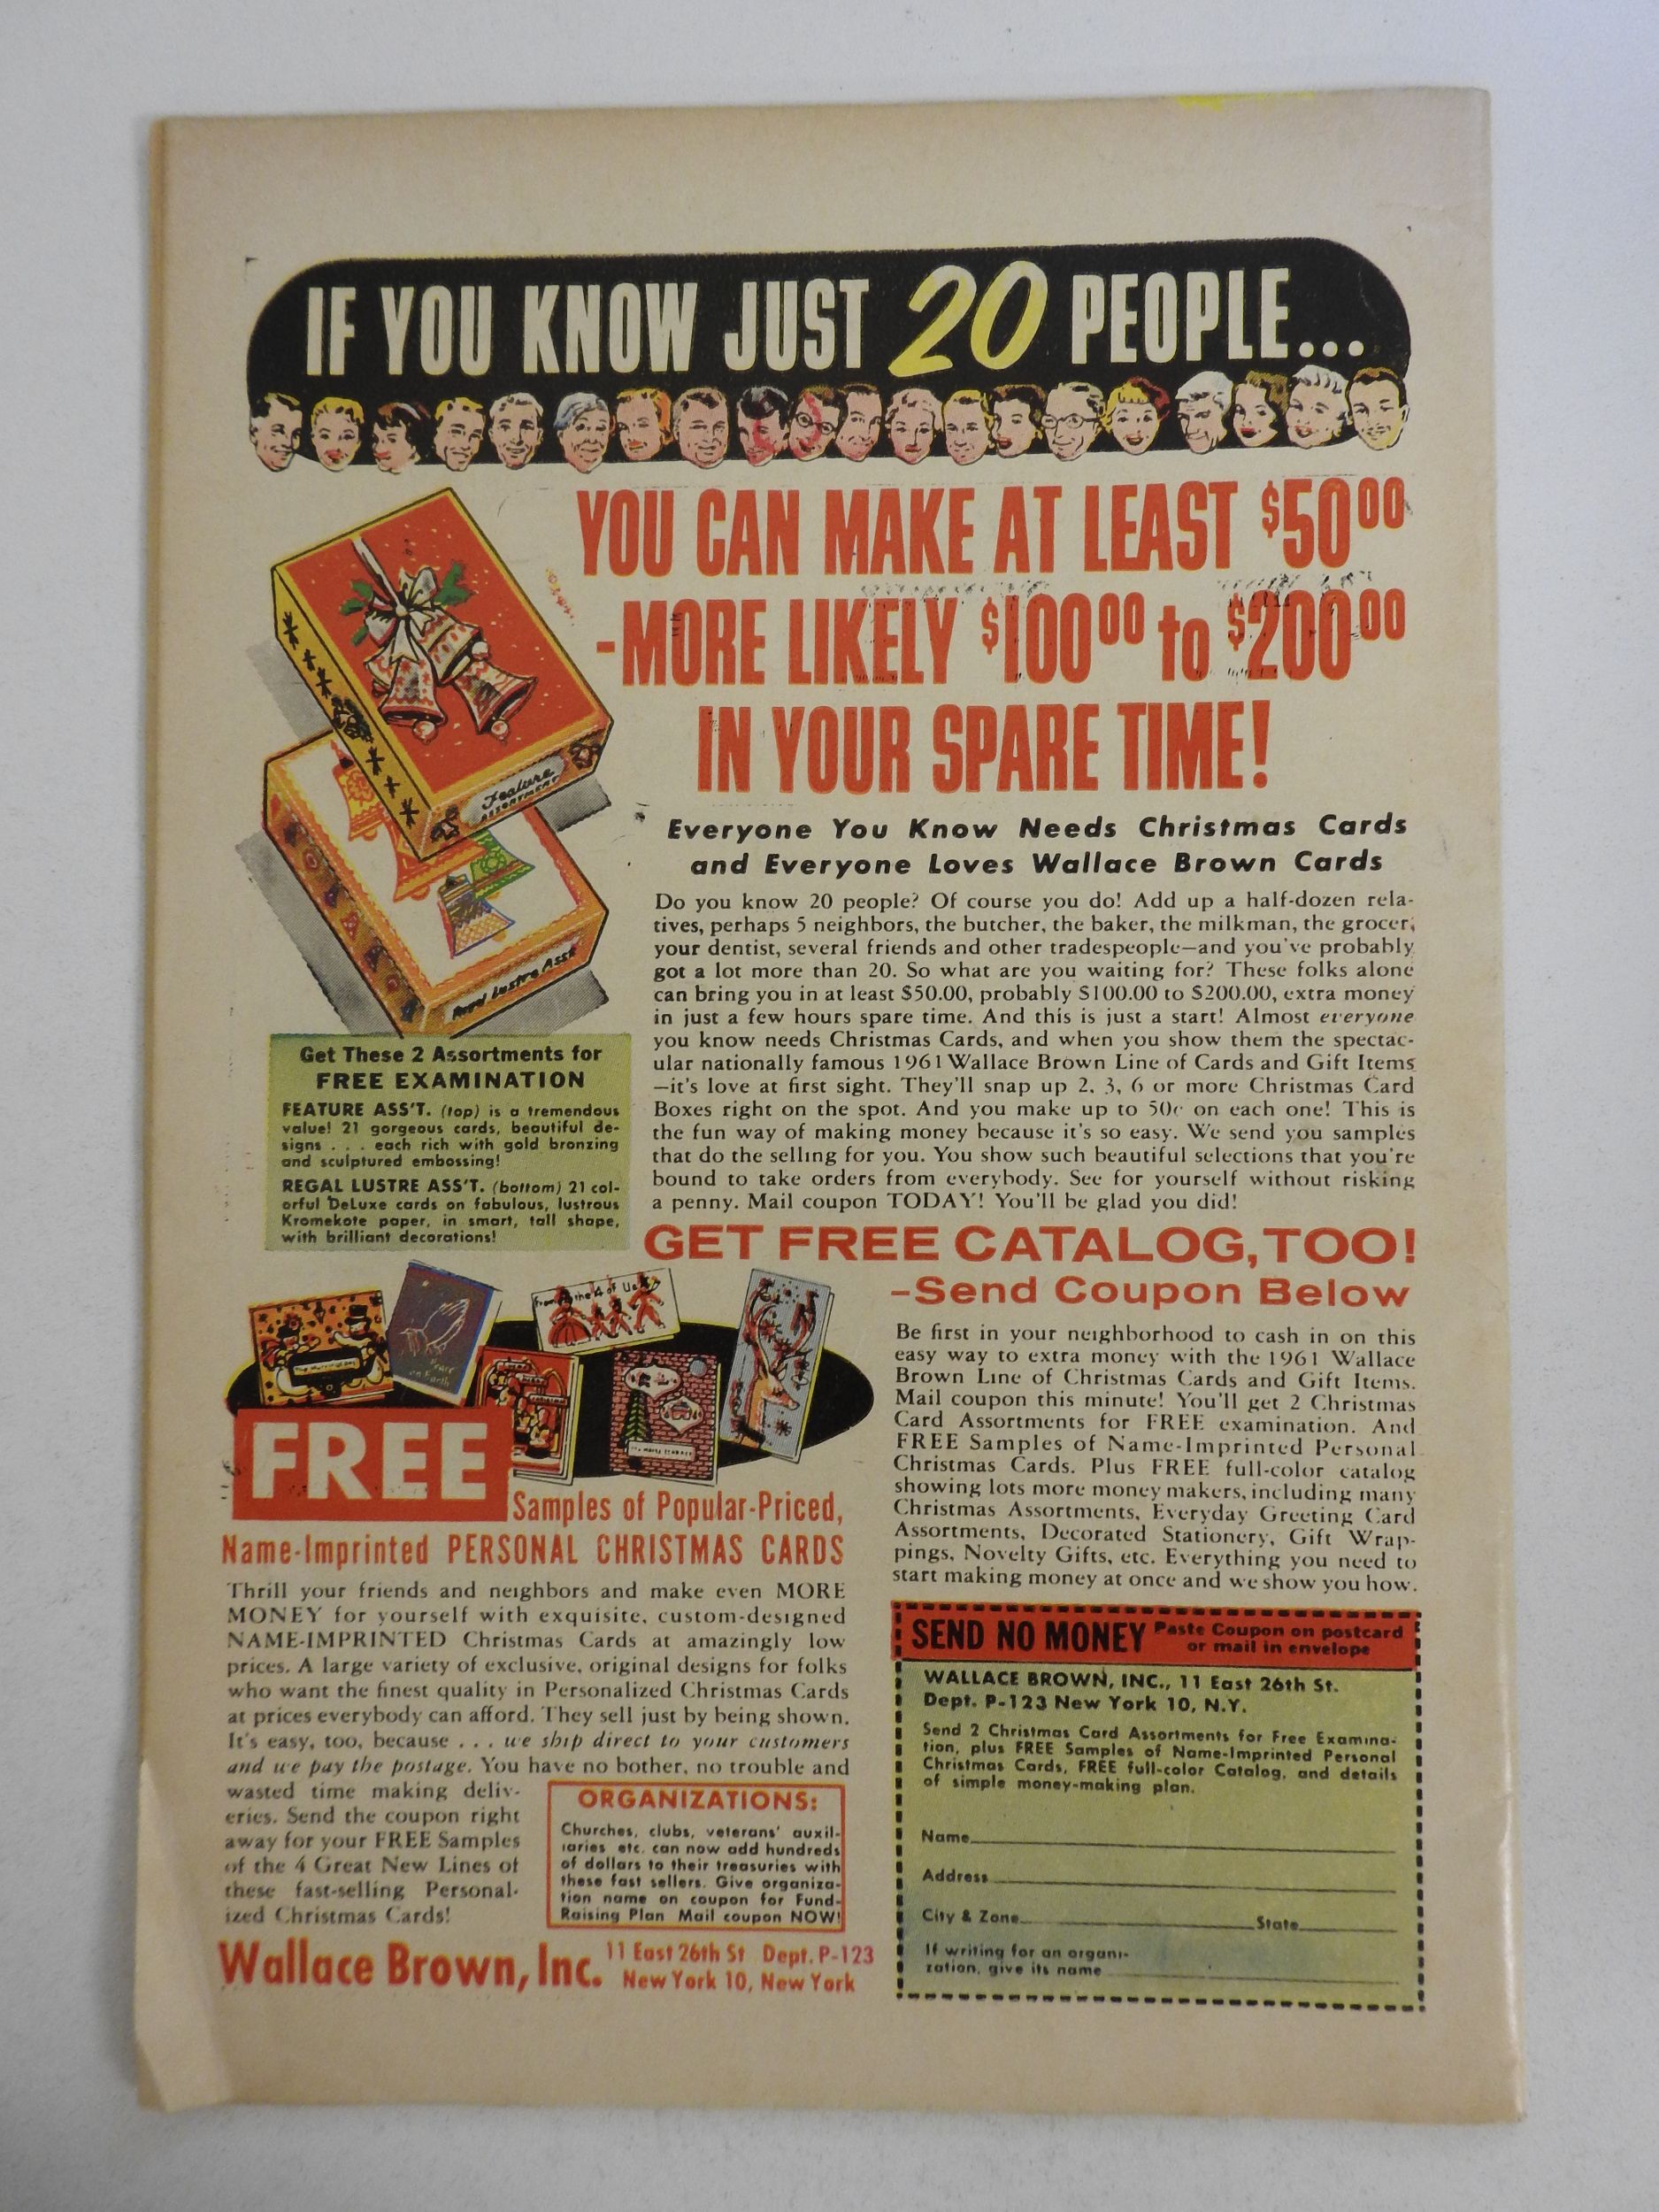 IF YOU KNOW JUST 20 PEOPLE...
YOU CAN MAKE AT LEAST $50.00
-MORE LIKELY $100.00 to $200.00
IN YOUR SPARE TIME!
Everyone You Know Needs Christmas Cards
and Everyone Loves Wallace Brown Cards
Do you know 20 people? Of course you do! Add up a half-dozen rela-
tives, perhaps 5 neighbors, the butcher, the baker, the milkman, the grocer,
your dentist, several friends and other tradespeople—and you've probably
got a lot more than 20. So what are you waiting for? These folks alone
can bring you in at least $50.00, probably $100.00 to $200.00, extra money
in just a few hours spare time. And this is just a start! Almost everyone
you know needs Christmas Cards, and when you show them the spectac-
ular nationally famous 1961 Wallace Brown Line of Cards and Gift Items
—it's love at first sight. They'll snap up 2, 3, 6 or more Christmas Card
Boxes right on the spot. And you make up to 50c on each one! This is
the fun way of making money because it's so easy. We send you samples
that do the selling for you. You show such beautiful selections that you're
bound to take orders from everybody. See for yourself without risking
a penny. Mail coupon TODAY! You'll be glad you did!
Feature
ASSORTMENT
Regal Lustre Ass't
Get These 2 Assortments for
FREE EXAMINATION
FEATURE ASS'T. (top) is a tremendous
value! 21 gorgeous cards, beautiful de-
signs . . . each rich with gold bronzing
and sculptured embossing!
REGAL LUSTRE ASS'T. (bottom) 21 col-
orful DeLuxe cards on fabulous, lustrous
Kromekote paper, in smart, tall shape,
with brilliant decorations!
GET FREE CATALOG, TOO!
-Send Coupon Below
Be first in your neighborhood to cash in on this
easy way to extra money with the 1961 Wallace
Brown Line of Christmas Cards and Gift Items.
Mail coupon this minute! You'll get 2 Christmas
Card Assortments for FREE examination. And
FREE Samples of Name-Imprinted Personal
Christmas Cards. Plus FREE full-color catalog
showing lots more money makers, including many
Christmas Assortments, Everyday Greeting Card
Assortments, Decorated Stationery, Gift Wrap-
pings, Novelty Gifts, etc. Everything you need to
start making money at once and we show you how.
from the 4 of Us
Peace
on Earth
FREE
Samples of Popular-Priced,
Name-Imprinted PERSONAL CHRISTMAS CARDS
Thrill your friends and neighbors and make even MORE
MONEY for yourself with exquisite, custom-designed
NAME-IMPRINTED Christmas Cards at amazingly low
prices. A large variety of exclusive, original designs for folks
who want the finest quality in Personalized Christmas Cards
at prices everybody can afford. They sell just by being shown.
It's easy, too, because . . . we ship direct to your customers
and we pay the postage. You have no bother, no trouble and
wasted time making deliv-
eries. Send the coupon right
away for your FREE Samples
of the 4 Great New Lines of
these fast-selling Personal-
ized Christmas Cards!
ORGANIZATIONS:
Churches, clubs, veterans' auxil-
iaries etc. can now add hundreds
of dollars to their treasuries with
these fast sellers. Give organiza-
tion name on coupon for Fund-
Raising Plan Mail coupon NOW!
Wallace Brown, Inc. 11 East 26th St Dept. P-123
New York 10, New York
SEND NO MONEY Paste Coupon on postcard
or mail in envelope
WALLACE BROWN, INC., 11 East 26th St.
Dept. P-123 New York 10, N.Y.
Send 2 Christmas Card Assortments for Free Examina-
tion, plus FREE Samples of Name-Imprinted Personal
Christmas Cards, FREE full-color Catalog, and details
of simple money-making plan.
Name
Address
City & Zone State
If writing for an organi-
zation, give its name